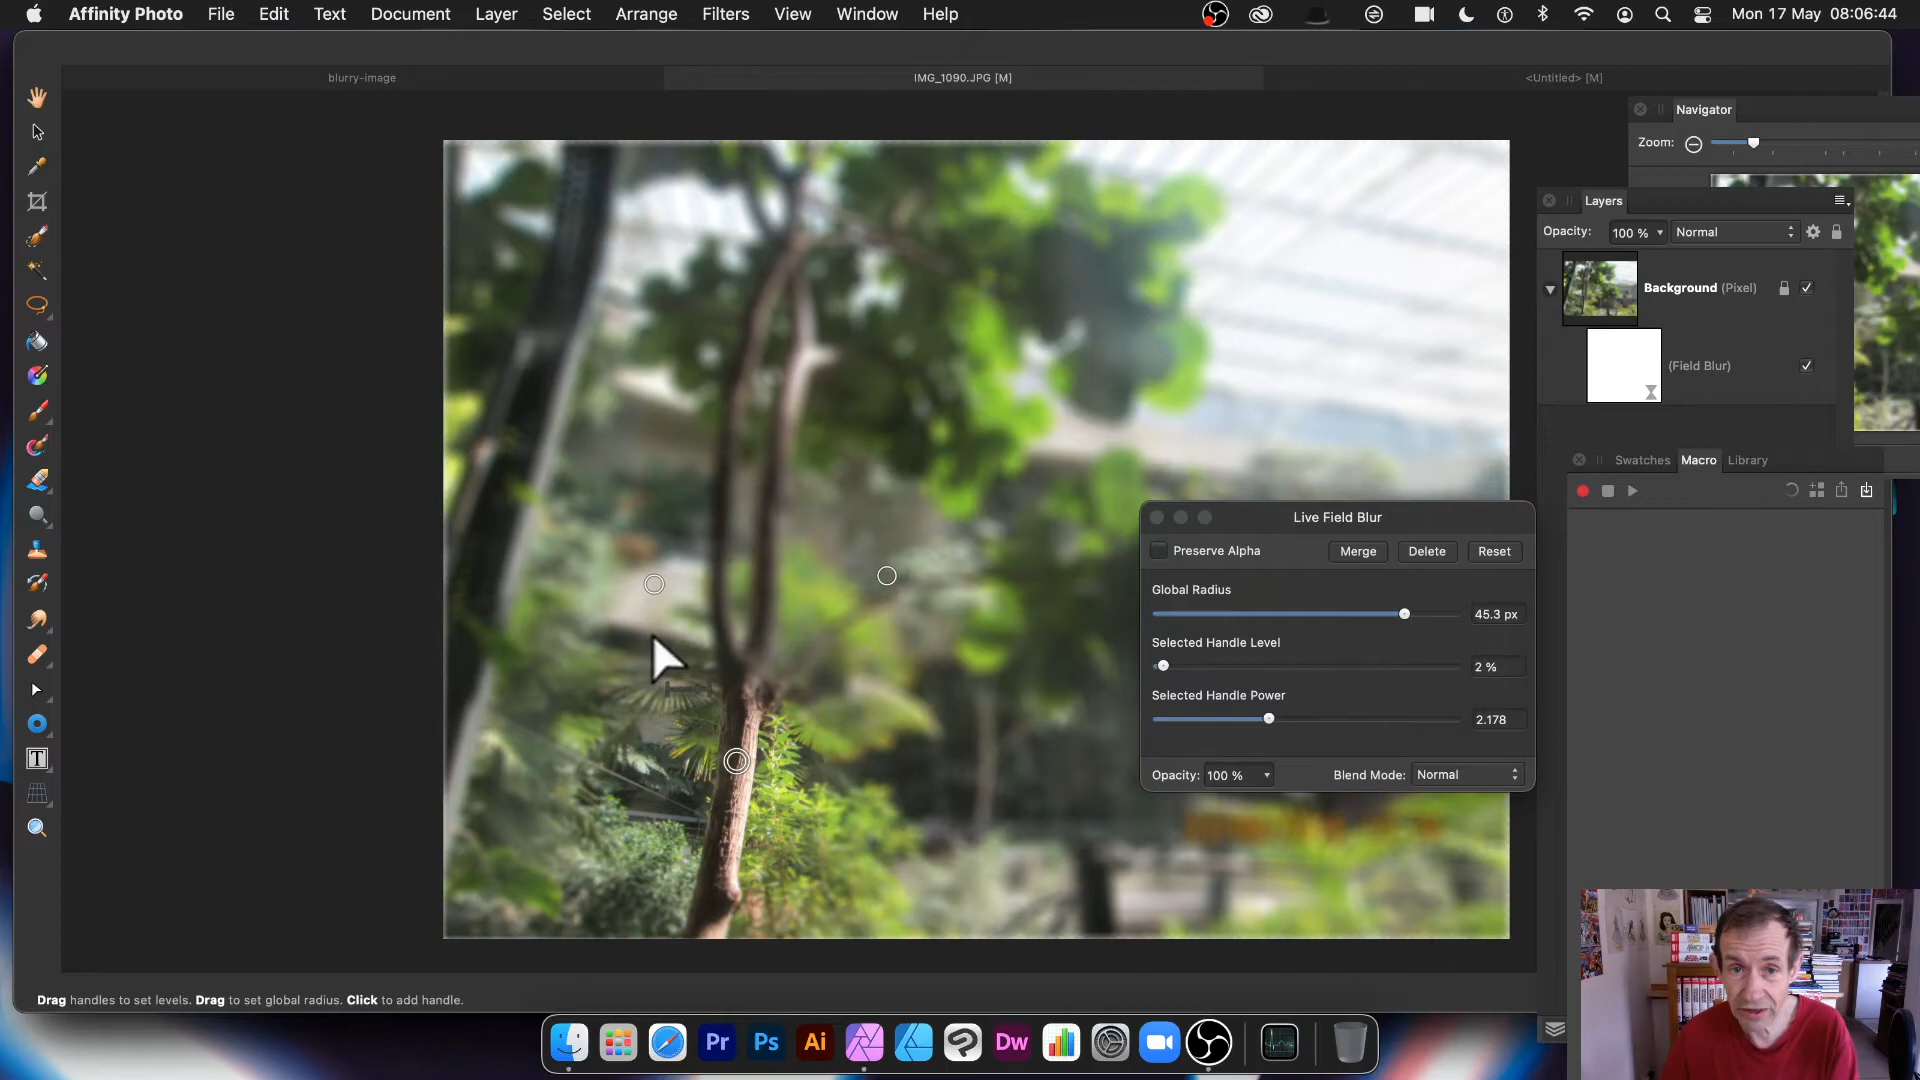 Affinity Photo File Edit Text Document Layer Select Arrange Filters View Window Help
Mon 17 May 08:06:44
blurry-image
IMG_1090.JPG [M]
<Untitled> [M]
Navigator
Zoom:
Layers
Opacity: 100 % Normal
Background (Pixel)
(Field Blur)
Swatches Macro Library
Live Field Blur
Preserve Alpha Merge Delete Reset
Global Radius
45.3 px
Selected Handle Level
2 %
Selected Handle Power
2.178
Opacity: 100 % Blend Mode: Normal
Drag handles to set levels. Drag to set global radius. Click to add handle.
Pr Ps Ai Dw